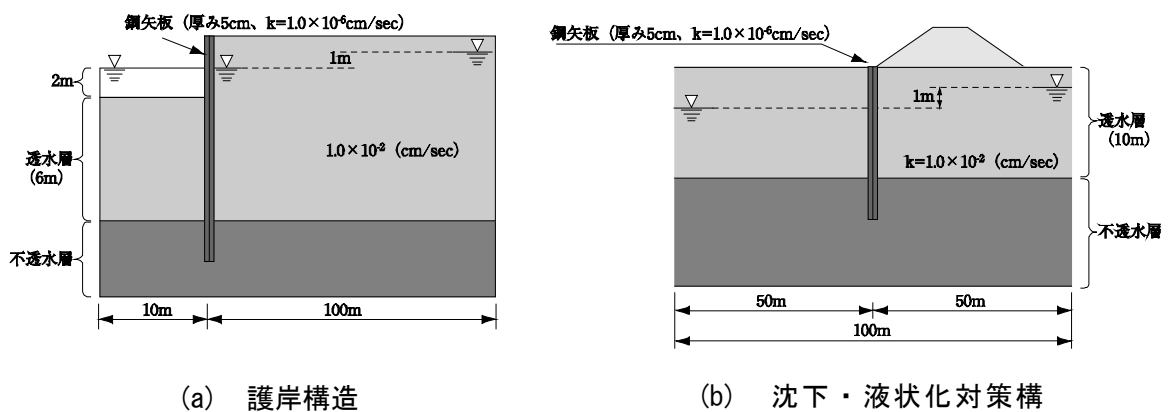 鋼矢板（厚み5cm、k=1.0×10⁻⁶cm/sec）
1m
2m
透水層
(6m)
1.0×10⁻²（cm/sec）
不透水層
10m
100m
(a) 護岸構造
鋼矢板（厚み5cm、k=1.0×10⁻⁶cm/sec）
1m
透水層
(10m)
k=1.0×10⁻²（cm/sec）
不透水層
50m
50m
100m
(b) 沈下・液状化対策構